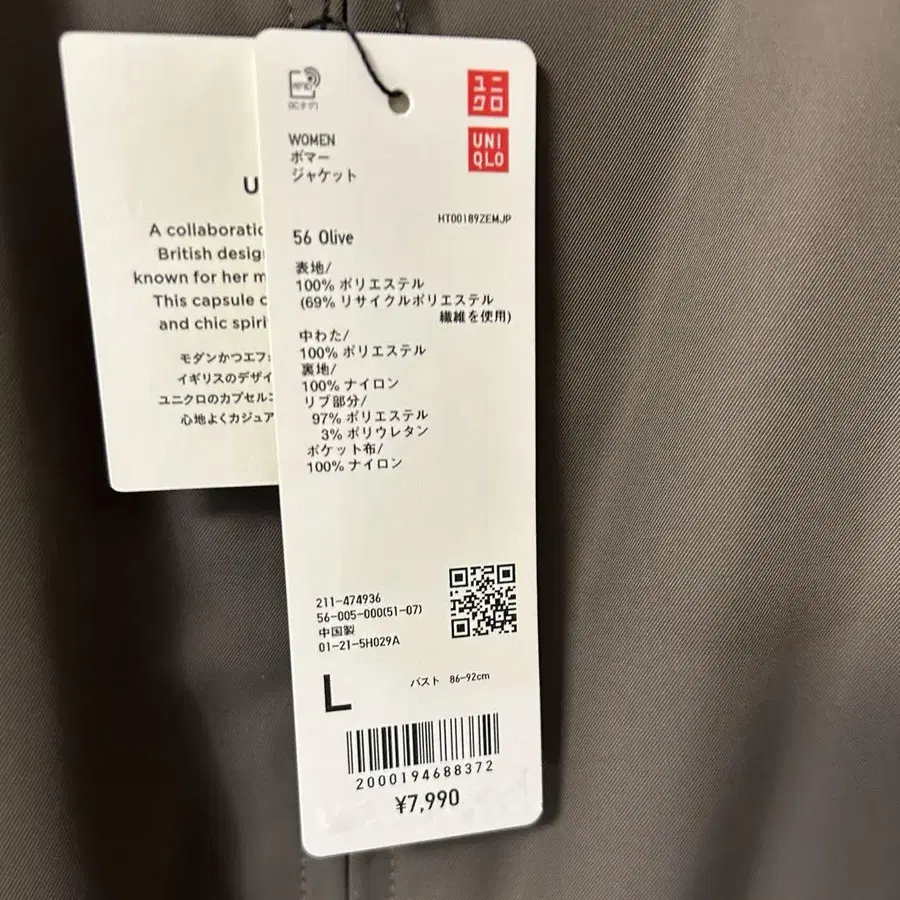 U
A collaboratio
British desig
known for her m
This capsule c
and chic spiri
モダンかつエフ
イギリスのデザイ
ユニクロのカプセルコ
心地よくカジュア
RFID
(ICタグ)
ユニ
クロ
UNI
QLO
WOMEN
ボマー
ジャケット
HT00189ZEMJP
56 Olive
表地/
100% ポリエステル
(69% リサイクルポリエステル
繊維を使用)
中わた/
100% ポリエステル
裏地/
100% ナイロン
リブ部分/
97% ポリエステル
3% ポリウレタン
ポケット布/
100% ナイロン
211-474936
56-005-000(51-07)
中国製
01-21-5H029A
L
バスト 86-92cm
2000194688372
¥7,990